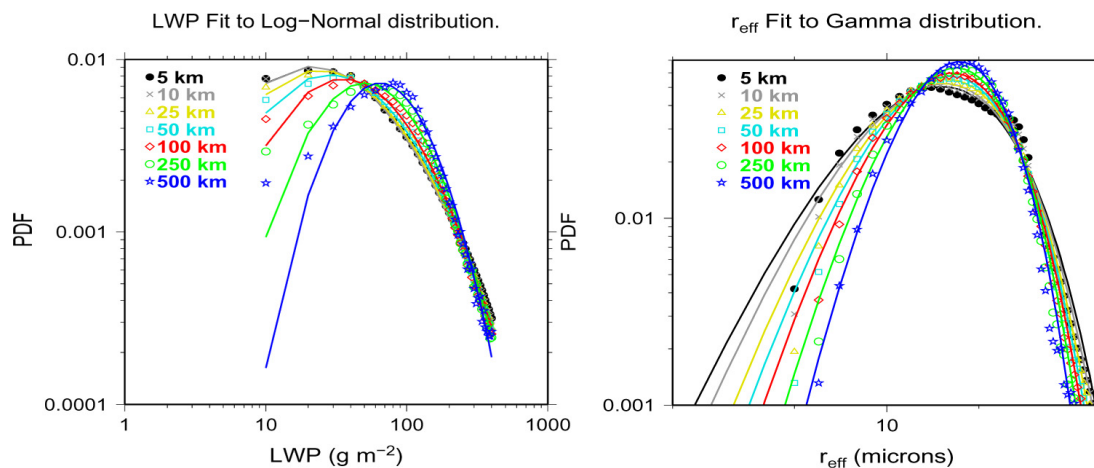 LWP Fit to Log−Normal distribution.
0.01
0.001
0.0001
PDF
5 km
10 km
25 km
50 km
100 km
250 km
500 km
1
10
100
1000
LWP (g m−2)
reff Fit to Gamma distribution.
0.01
0.001
PDF
5 km
10 km
25 km
50 km
100 km
250 km
500 km
10
reff (microns)